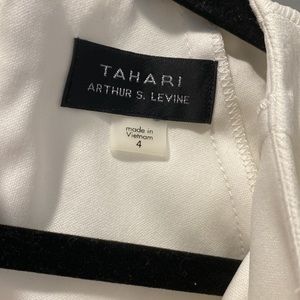 TAHARI
ARTHUR S. LEVINE
made in
Vietnam
4